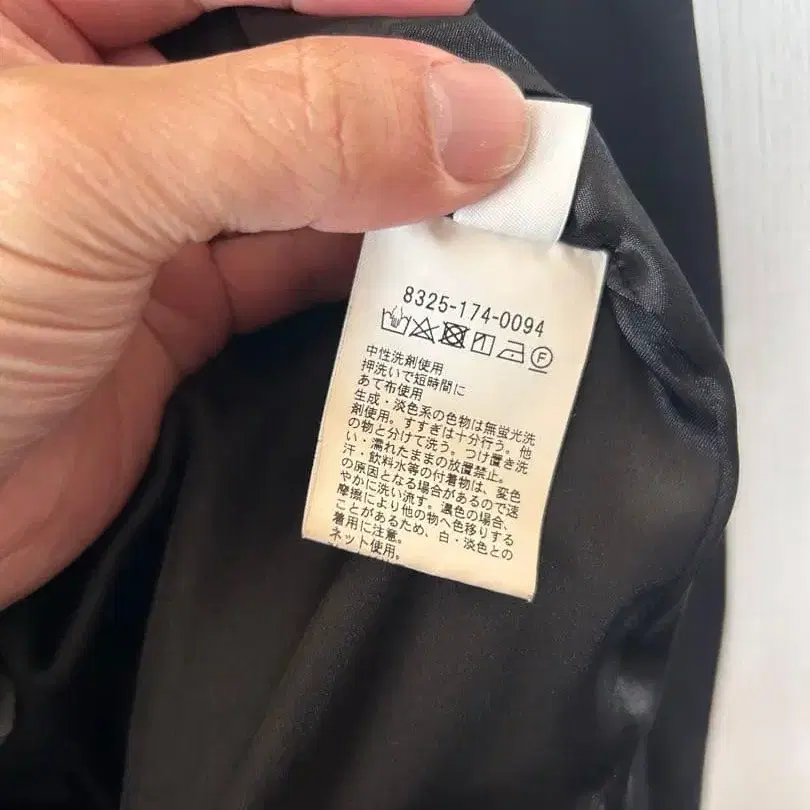 8325-174-0094
F
中性洗剤使用
押洗いで短時間に
あて布使用
生成・淡色系の色物は無蛍光洗
剤使用。すすぎは十分行う。他
の物と分けて洗う。つけ置き洗
い・濡れたままの放置禁止。
汗・飲料水等の付着物は、変色
の原因となる場合があるので速
やかに洗い流す。濃色の場合、
摩擦により他の物へ色移りする
ことがあるため、白・淡色との
着用に注意。
ネット使用。